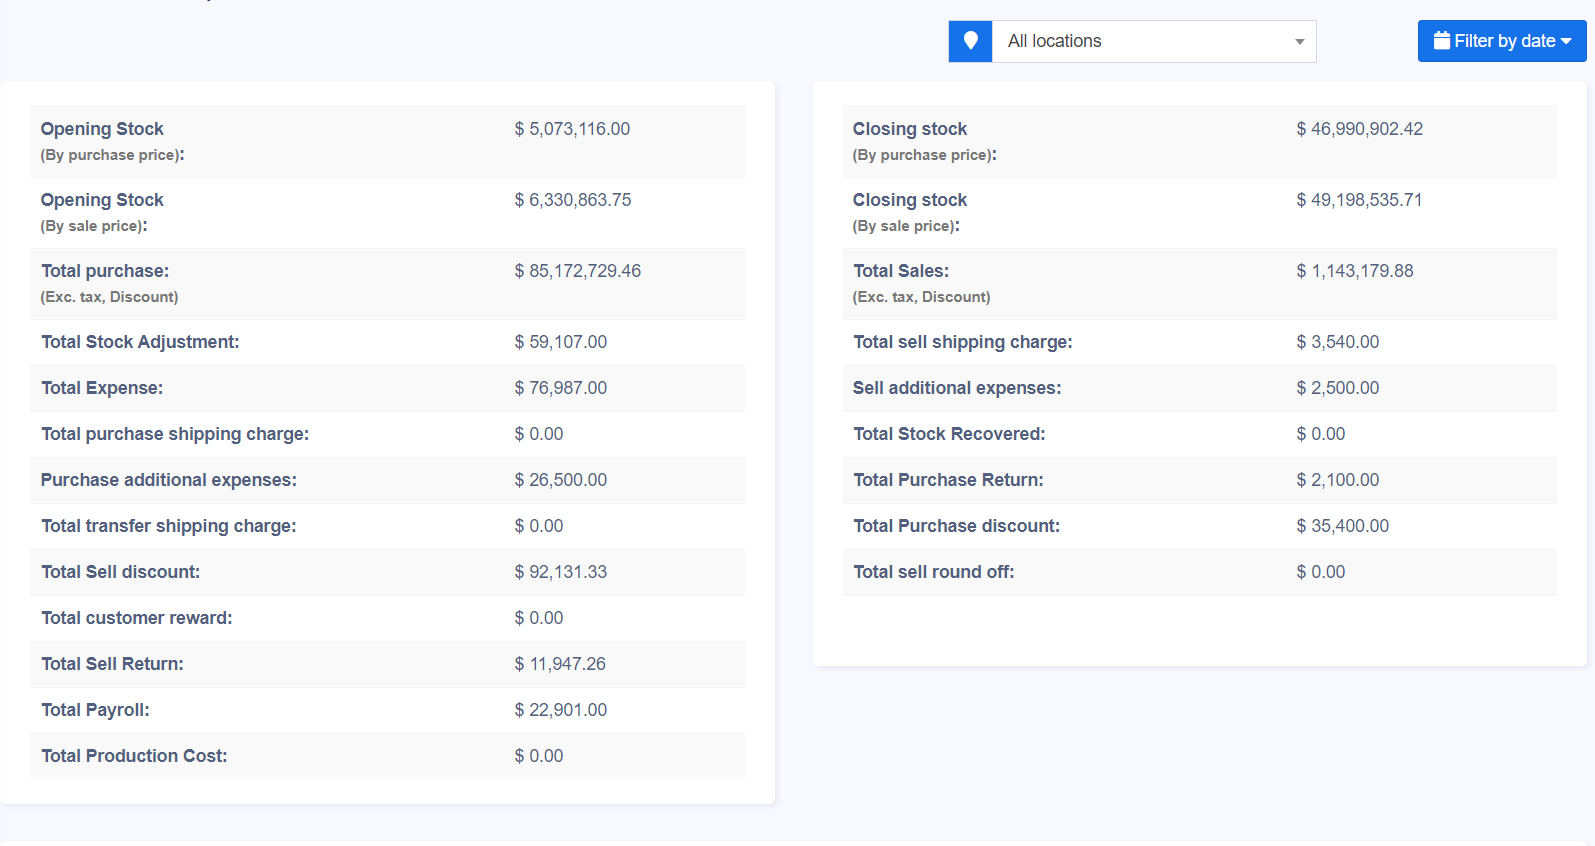 All locations
Filter by date
Opening Stock
(By purchase price):
$ 5,073,116.00
Opening Stock
(By sale price):
$ 6,330,863.75
Total purchase:
(Exc. tax, Discount)
$ 85,172,729.46
Total Stock Adjustment:
$ 59,107.00
Total Expense:
$ 76,987.00
Total purchase shipping charge:
$ 0.00
Purchase additional expenses:
$ 26,500.00
Total transfer shipping charge:
$ 0.00
Total Sell discount:
$ 92,131.33
Total customer reward:
$ 0.00
Total Sell Return:
$ 11,947.26
Total Payroll:
$ 22,901.00
Total Production Cost:
$ 0.00
Closing stock
(By purchase price):
$ 46,990,902.42
Closing stock
(By sale price):
$ 49,198,535.71
Total Sales:
(Exc. tax, Discount)
$ 1,143,179.88
Total sell shipping charge:
$ 3,540.00
Sell additional expenses:
$ 2,500.00
Total Stock Recovered:
$ 0.00
Total Purchase Return:
$ 2,100.00
Total Purchase discount:
$ 35,400.00
Total sell round off:
$ 0.00